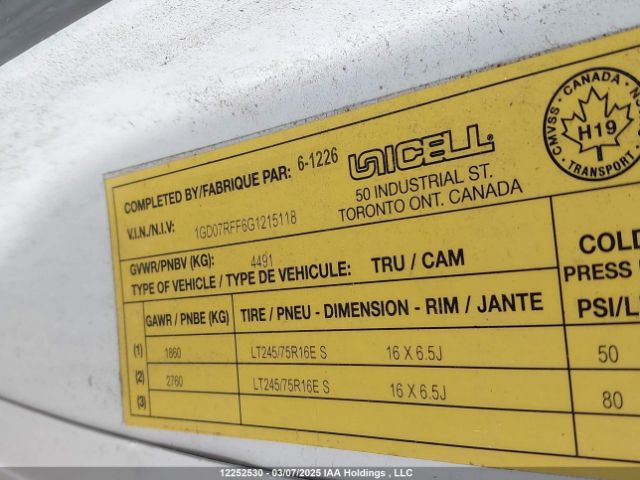 COMPLETED BY/FABRIQUE PAR: 6-1226
UNICELL
50 INDUSTRIAL ST.
TORONTO ONT. CANADA
V.I.N./N.I.V: 1GD07RFF6G1215118
CMVSS · CANADA ·
H19
TRANSPORT
GVWR/PNBV (KG): 4491
TYPE OF VEHICLE / TYPE DE VEHICULE: TRU / CAM
COLD
PRESS
GAWR / PNBE (KG) TIRE / PNEU - DIMENSION - RIM / JANTE PSI/L
(1) 1860 LT245/75R16E S 16 X 6.5J 50
(2) 2760 LT245/75R16E S 16 X 6.5J 80
(3)
12252530 - 03/07/2025 IAA Holdings , LLC